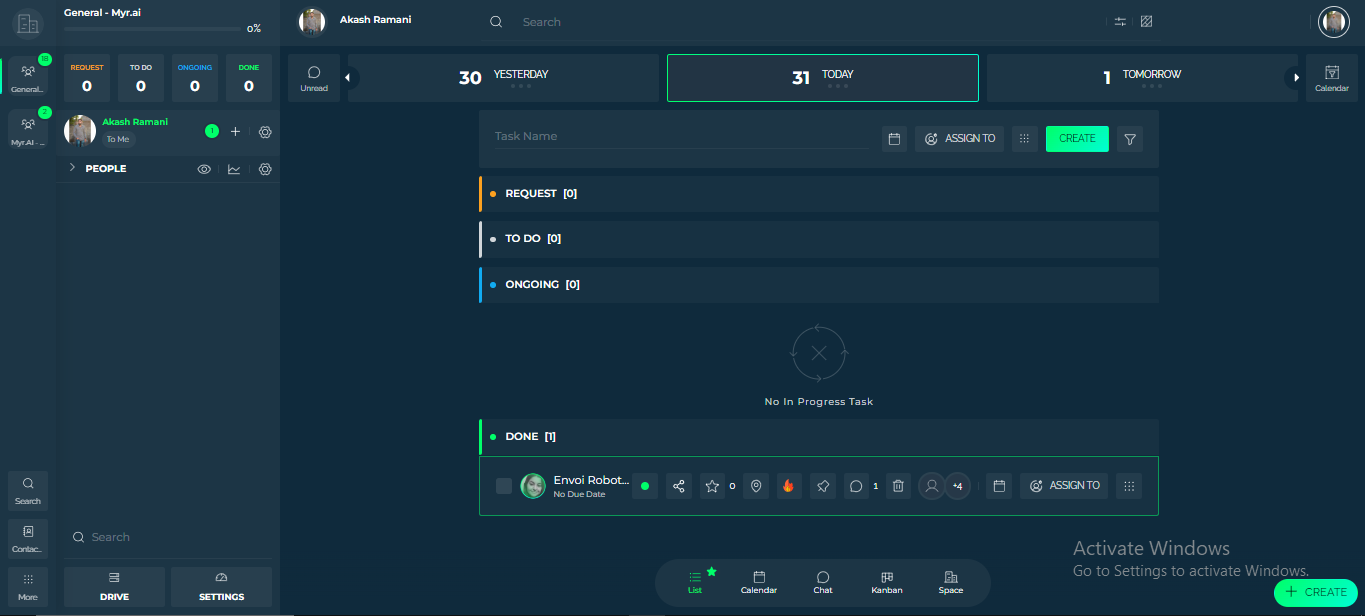 General - Myr.ai
0%
Akash Ramani
Search
18
General..
2
Myr.AI - ...
REQUEST
0
TO DO
0
ONGOING
0
DONE
0
Akash Ramani
To Me
1
PEOPLE
Unread
30 YESTERDAY
31 TODAY
1 TOMORROW
Calendar
Task Name
ASSIGN TO
CREATE
REQUEST [0]
TO DO [0]
ONGOING [0]
No In Progress Task
DONE [1]
Envoi Robot...
No Due Date
0
1
+4
ASSIGN TO
Search
Contac..
More
Search
DRIVE
SETTINGS
List
Calendar
Chat
Kanban
Space
Activate Windows
Go to Settings to activate Windows.
CREATE